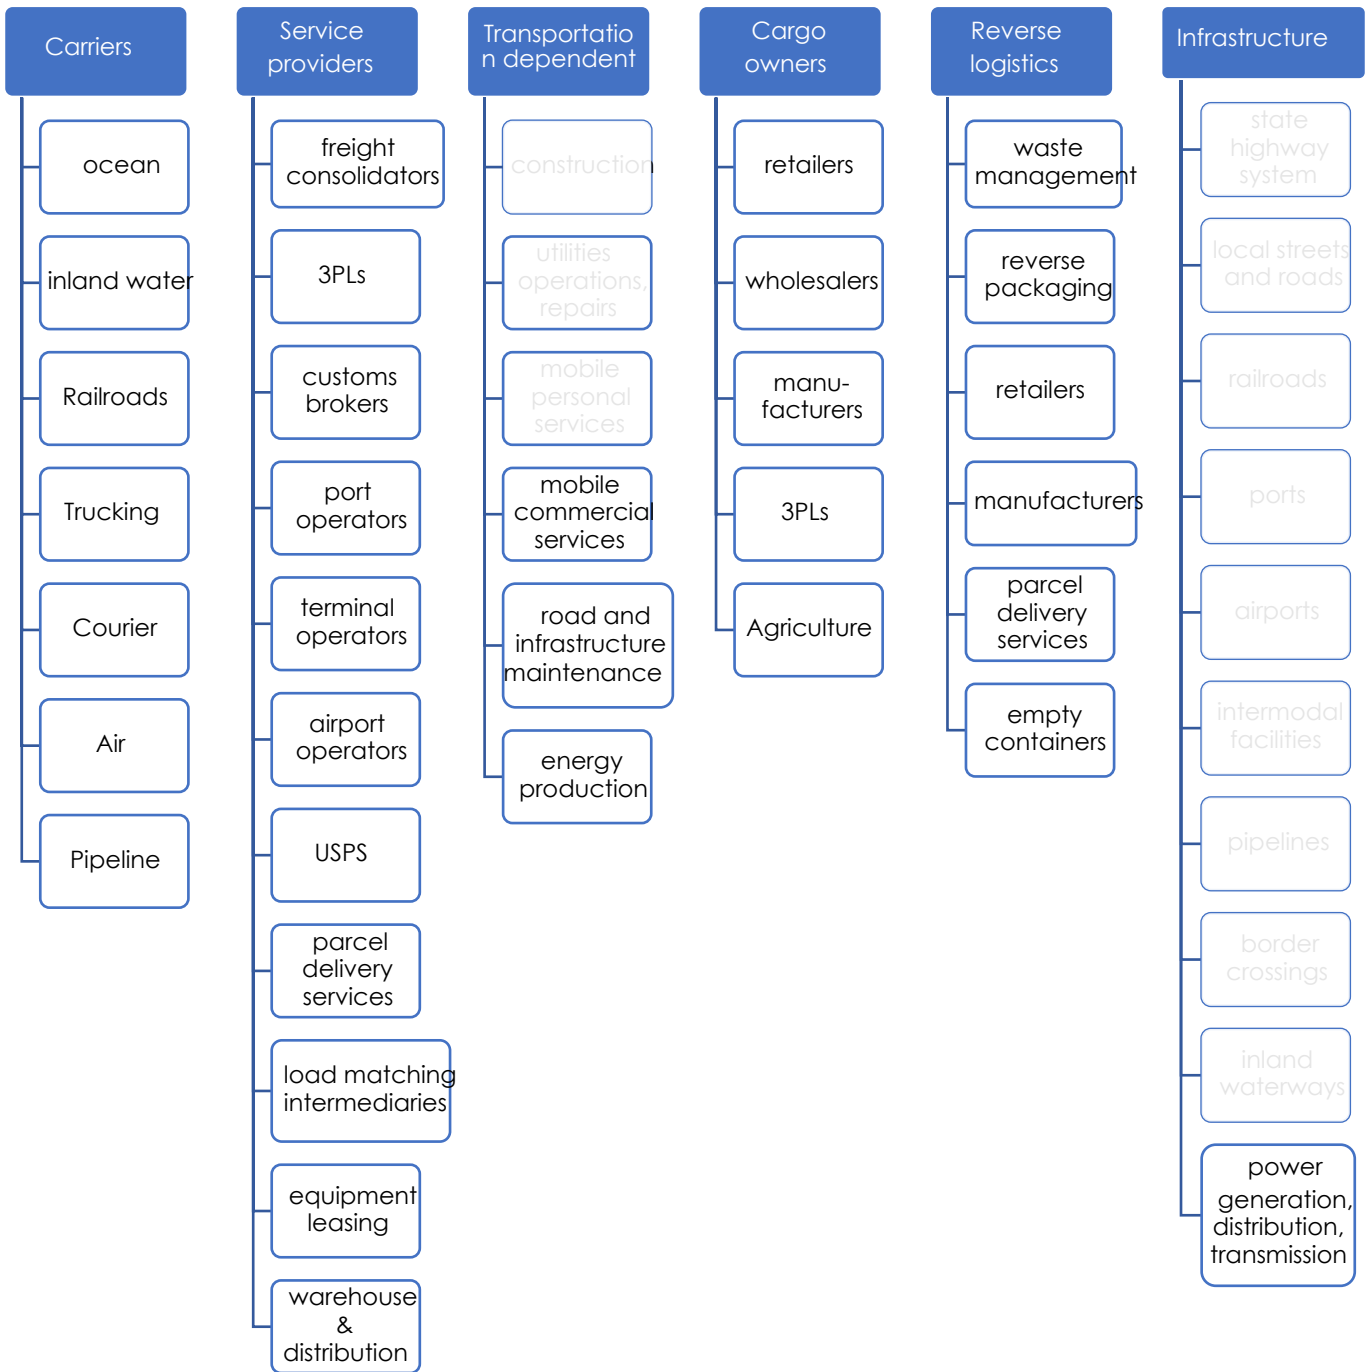 Carriers
ocean
inland water
Railroads
Trucking
Courier
Air
Pipeline
Service
providers
freight
consolidators
3PLs
customs
brokers
port
operators
terminal
operators
airport
operators
USPS
parcel
delivery
services
load matching
intermediaries
equipment
leasing
warehouse
&
distribution
Transportatio
n dependent
construction
utilities
operations,
repairs
mobile
personal
services
mobile
commercial
services
road and
infrastructure
maintenance
energy
production
Cargo
owners
retailers
wholesalers
manu-
facturers
3PLs
Agriculture
Reverse
logistics
waste
management
reverse
packaging
retailers
manufacturers
parcel
delivery
services
empty
containers
Infrastructure
state
highway
system
local streets
and roads
railroads
ports
airports
intermodal
facilities
pipelines
border
crossings
inland
waterways
power
generation,
distribution,
transmission